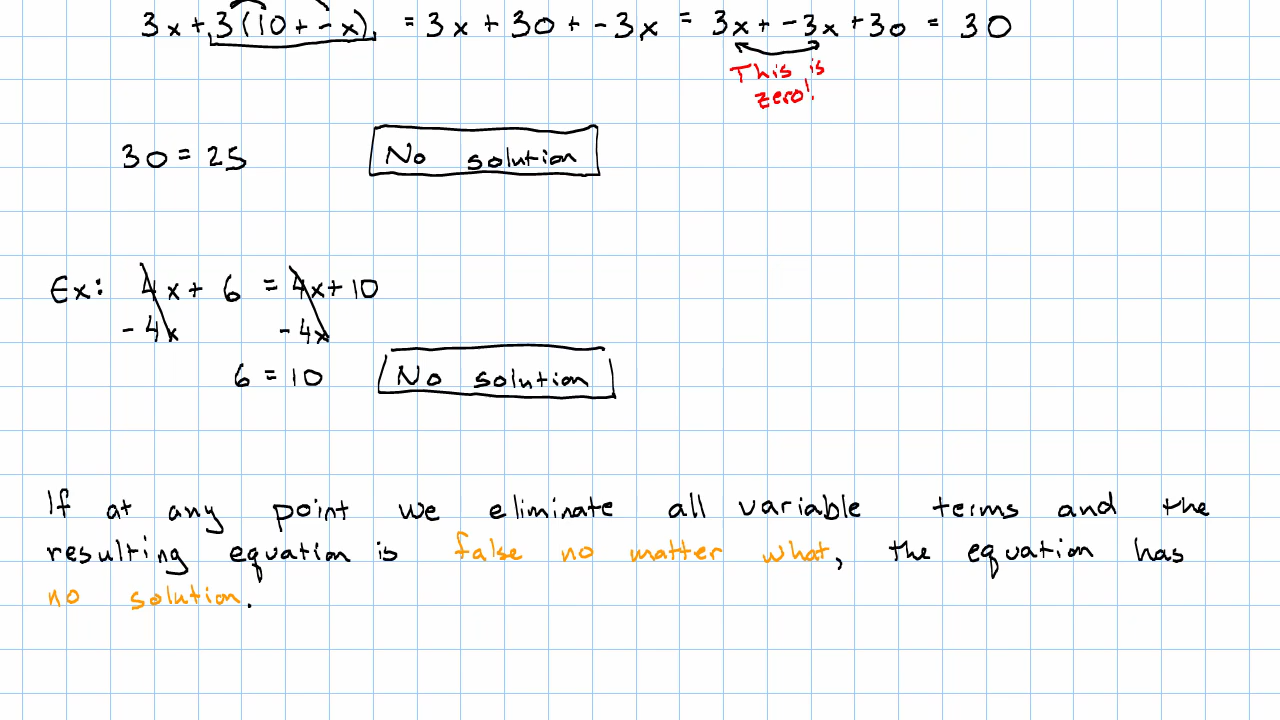 3x + 3(10 + -x) = 3x + 30 + -3x = 3x + -3x + 30 = 30
This is
zero!
30 = 25 No solution
Ex: 4x + 6 = 4x + 10
-4x -4x
6 = 10 No solution
If at any point we eliminate all variable terms and the
resulting equation is false no matter what, the equation has
no solution.